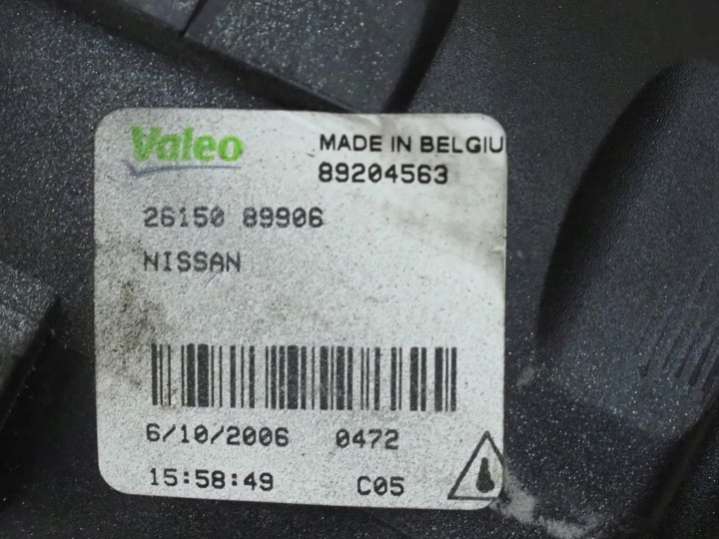 Valeo
MADE IN BELGIU
89204563
26150 89906
NISSAN
6/10/2006 0472
15:58:49 C05